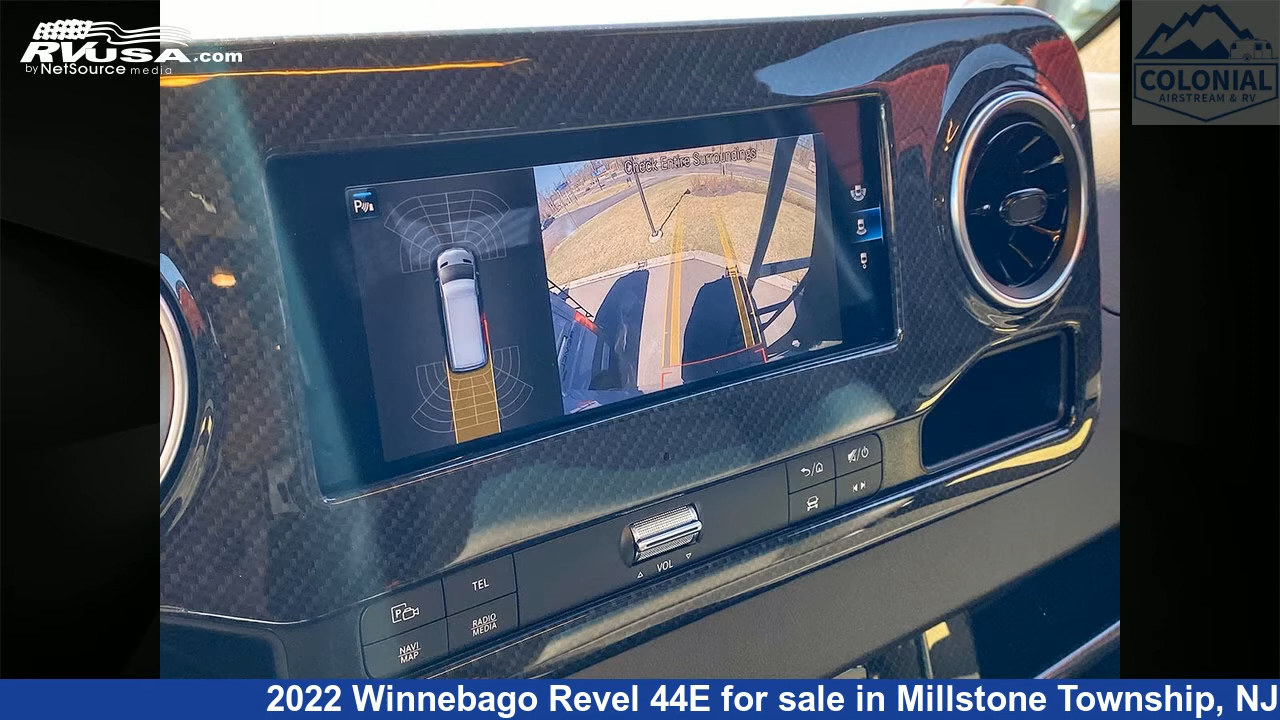 RVUSA.com
by NetSource media
COLONIAL
AIRSTREAM & RV
Check Entire Surroundings
P
VOL
TEL
RADIO
MEDIA
P
NAVI
MAP
2022 Winnebago Revel 44E for sale in Millstone Township, NJ